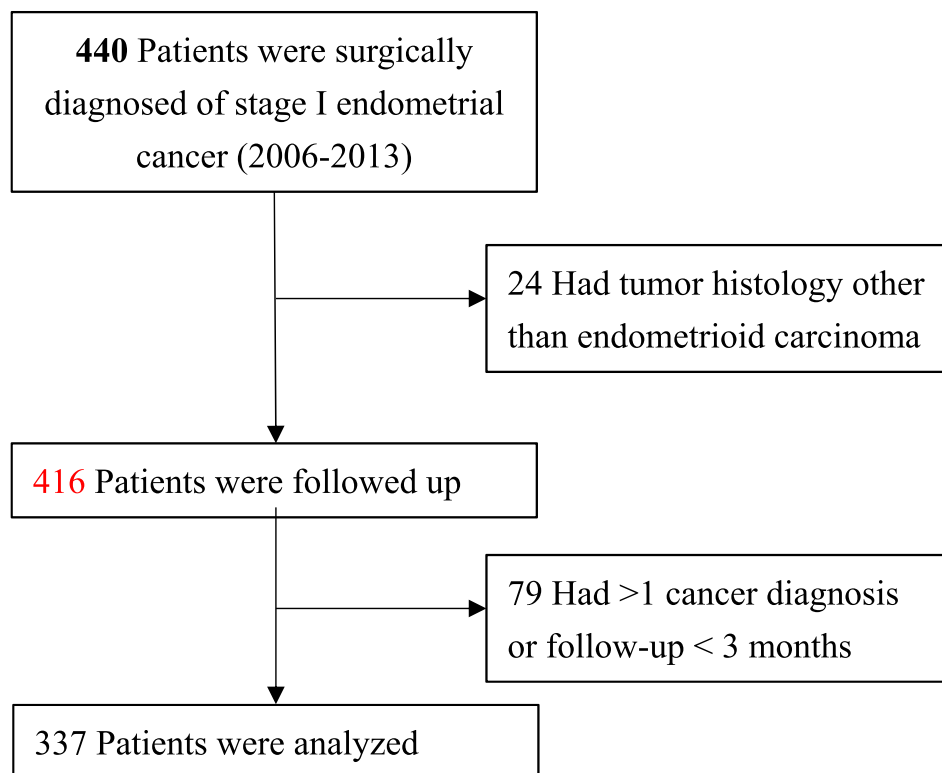 440 Patients were surgically
diagnosed of stage I endometrial
cancer (2006-2013)
24 Had tumor histology other
than endometrioid carcinoma
416 Patients were followed up
79 Had >1 cancer diagnosis
or follow-up < 3 months
337 Patients were analyzed